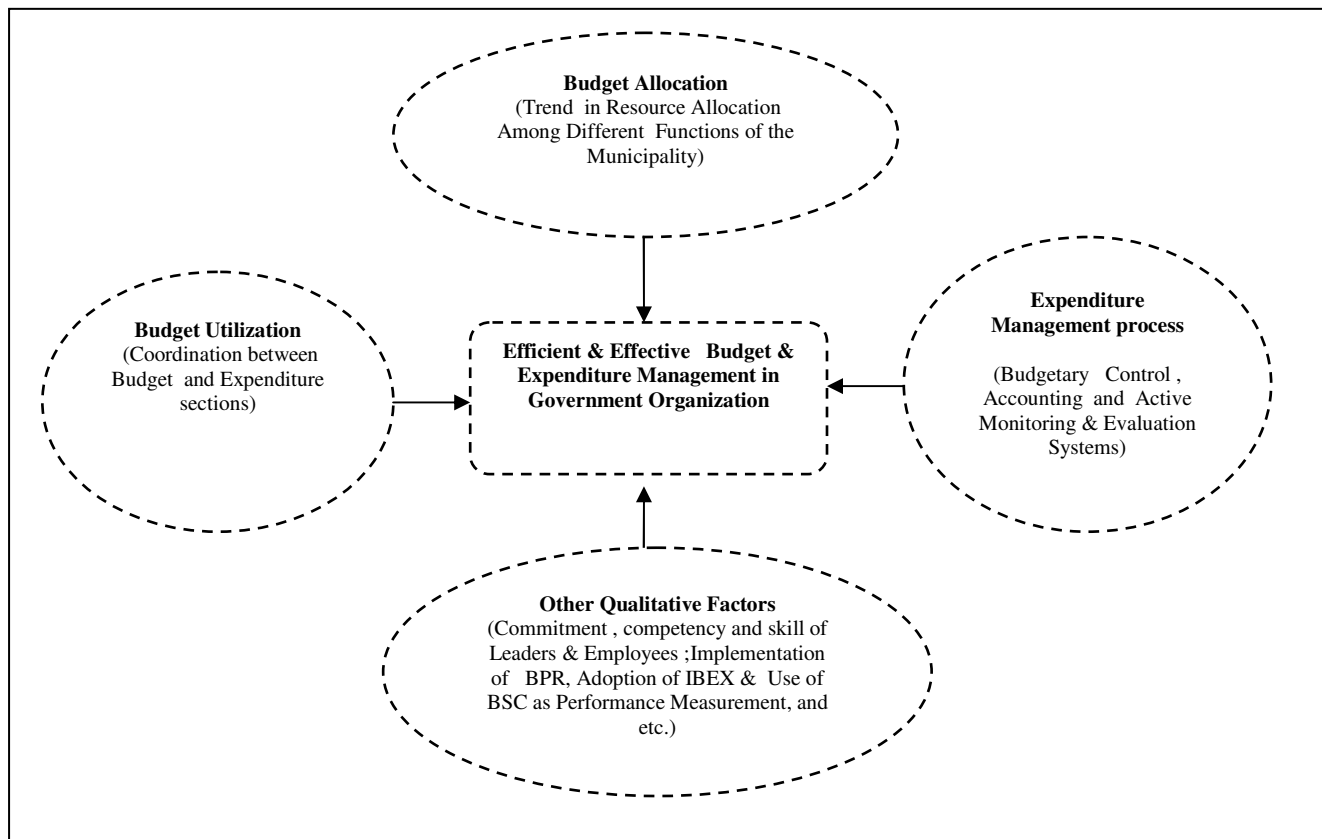 Budget Allocation
(Trend in Resource Allocation
Among Different Functions of the
Municipality)
Budget Utilization
(Coordination between
Budget and Expenditure
sections)
Efficient & Effective Budget &
Expenditure Management in
Government Organization
Expenditure
Management process
(Budgetary Control ,
Accounting and Active
Monitoring & Evaluation
Systems)
Other Qualitative Factors
(Commitment , competency and skill of
Leaders & Employees ;Implementation
of BPR, Adoption of IBEX & Use of
BSC as Performance Measurement, and
etc.)